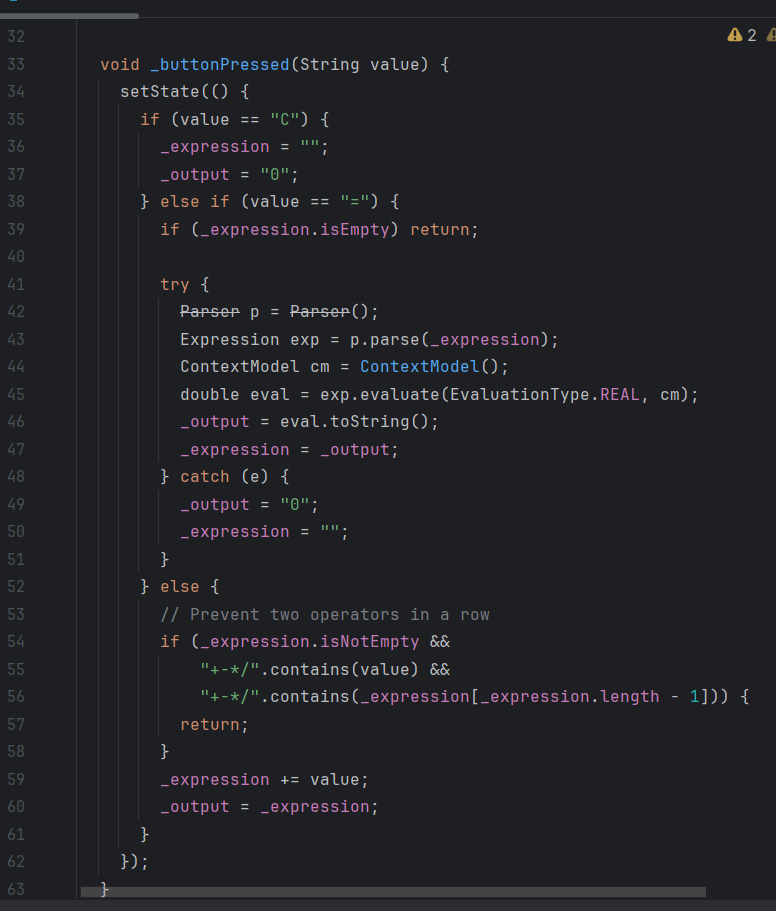 32
⚠ 2
33 void _buttonPressed(String value) {
34 setState(() {
35 if (value == "C") {
36 _expression = "";
37 _output = "0";
38 } else if (value == "=") {
39 if (_expression.isEmpty) return;
40
41 try {
42 Parser p = Parser();
43 Expression exp = p.parse(_expression);
44 ContextModel cm = ContextModel();
45 double eval = exp.evaluate(EvaluationType.REAL, cm);
46 _output = eval.toString();
47 _expression = _output;
48 } catch (e) {
49 _output = "0";
50 _expression = "";
51 }
52 } else {
53 // Prevent two operators in a row
54 if (_expression.isNotEmpty &&
55 "+-*/".contains(value) &&
56 "+-*/".contains(_expression[_expression.length - 1])) {
57 return;
58 }
59 _expression += value;
60 _output = _expression;
61 }
62 });
63 }